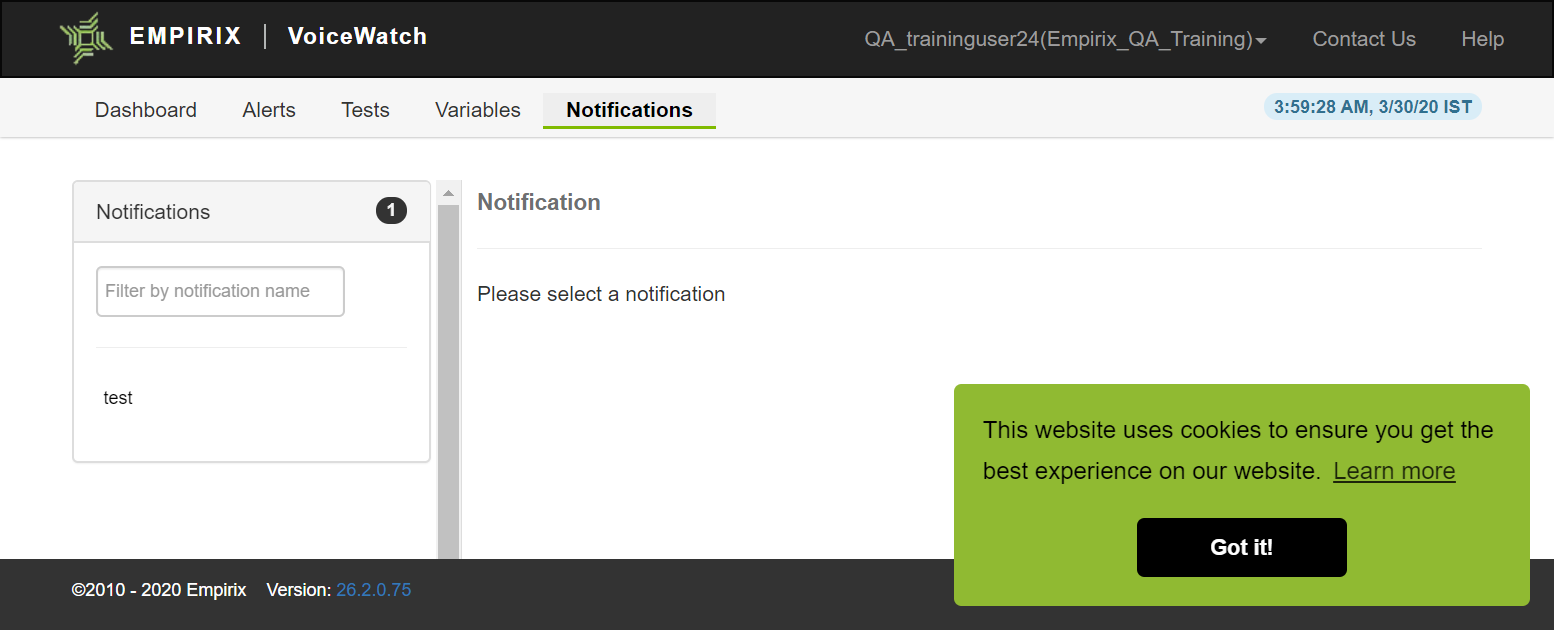 EMPIRIX | VoiceWatch
QA_traininguser24(Empirix_QA_Training)
Contact Us
Help
Dashboard
Alerts
Tests
Variables
Notifications
3:59:28 AM, 3/30/20 IST
Notifications
1
Filter by notification name
test
Notification
Please select a notification
This website uses cookies to ensure you get the
best experience on our website. Learn more
Got it!
©2010 - 2020 Empirix Version: 26.2.0.75